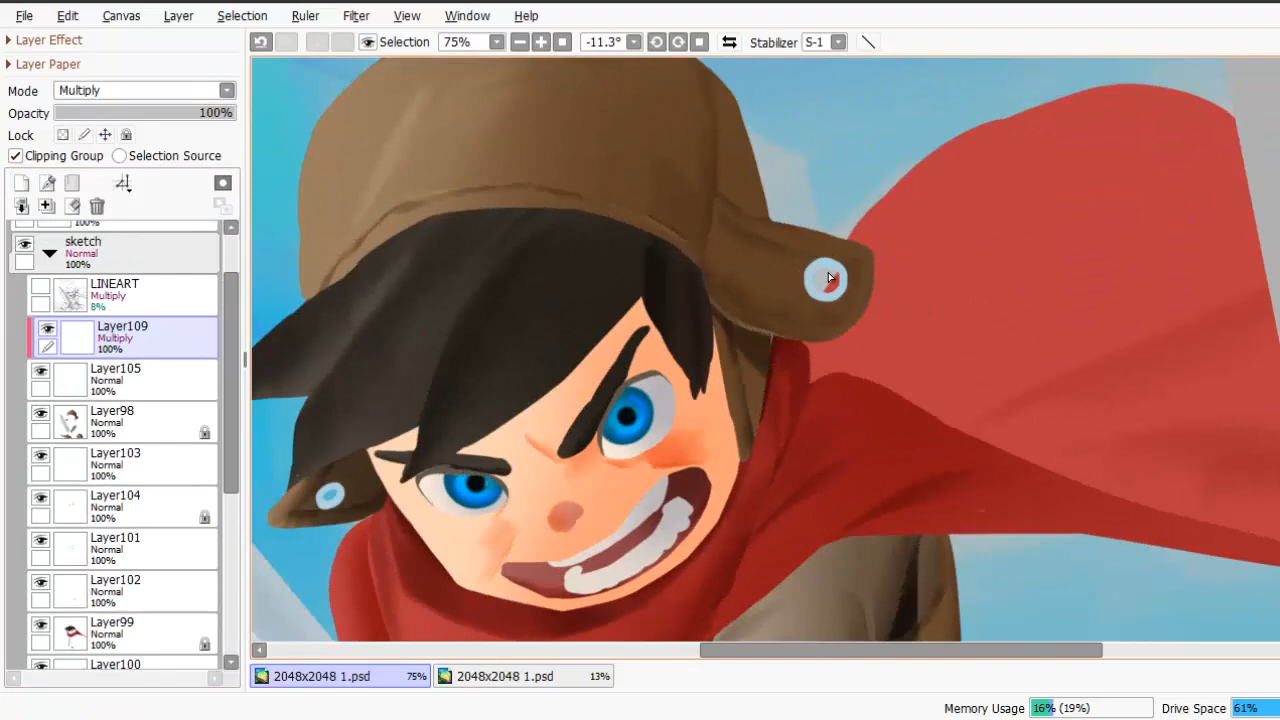 File Edit Canvas Layer Selection Ruler Filter View Window Help
Layer Effect
Layer Paper
Selection 75% -11.3° Stabilizer S-1
Mode Multiply
Opacity 100%
Lock
Clipping Group Selection Source
100%
sketch
Normal
100%
LINEART
Multiply
8%
Layer109
Multiply
100%
Layer105
Normal
100%
Layer98
Normal
100%
Layer103
Normal
100%
Layer104
Normal
100%
Layer101
Normal
100%
Layer102
Normal
100%
Layer99
Normal
100%
Layer100
2048x2048 1.psd 75% 2048x2048 1.psd 13%
Memory Usage 16% (19%) Drive Space 61%